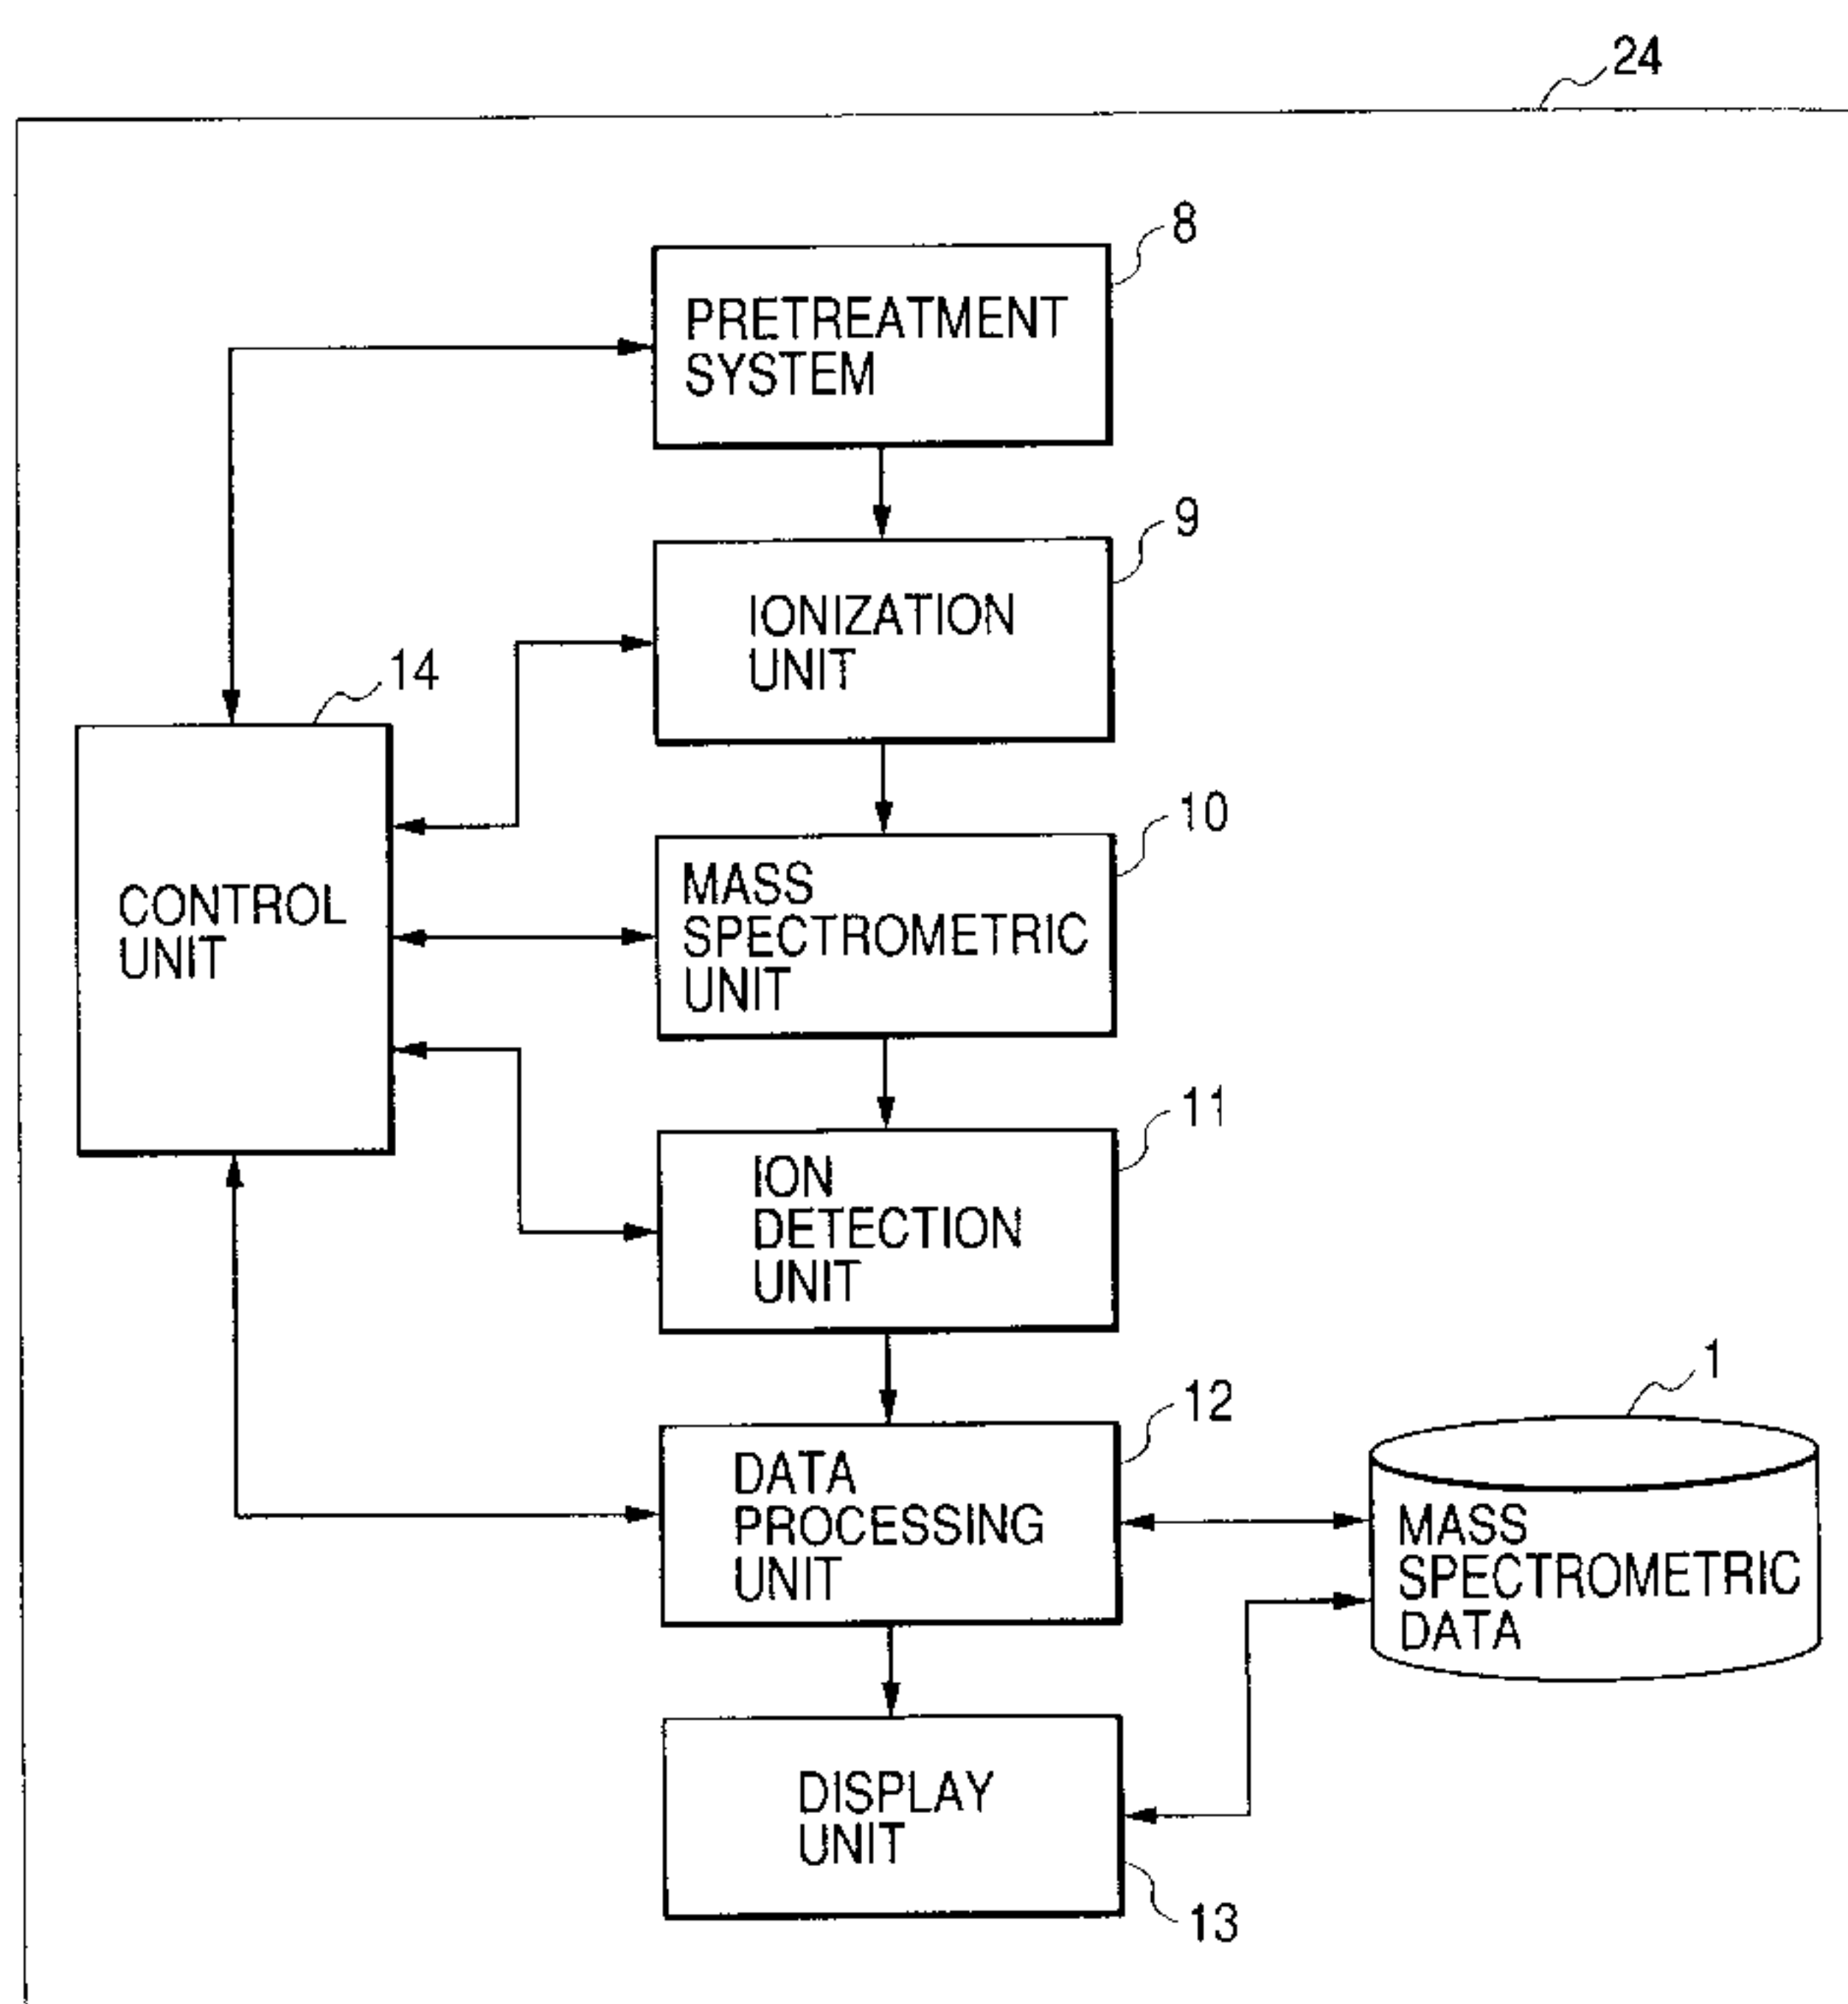 24
8
PRETREATMENT
SYSTEM
9
IONIZATION
UNIT
14
CONTROL
UNIT
10
MASS
SPECTROMETRIC
UNIT
11
ION
DETECTION
UNIT
12
DATA
PROCESSING
UNIT
1
MASS
SPECTROMETRIC
DATA
DISPLAY
UNIT
13